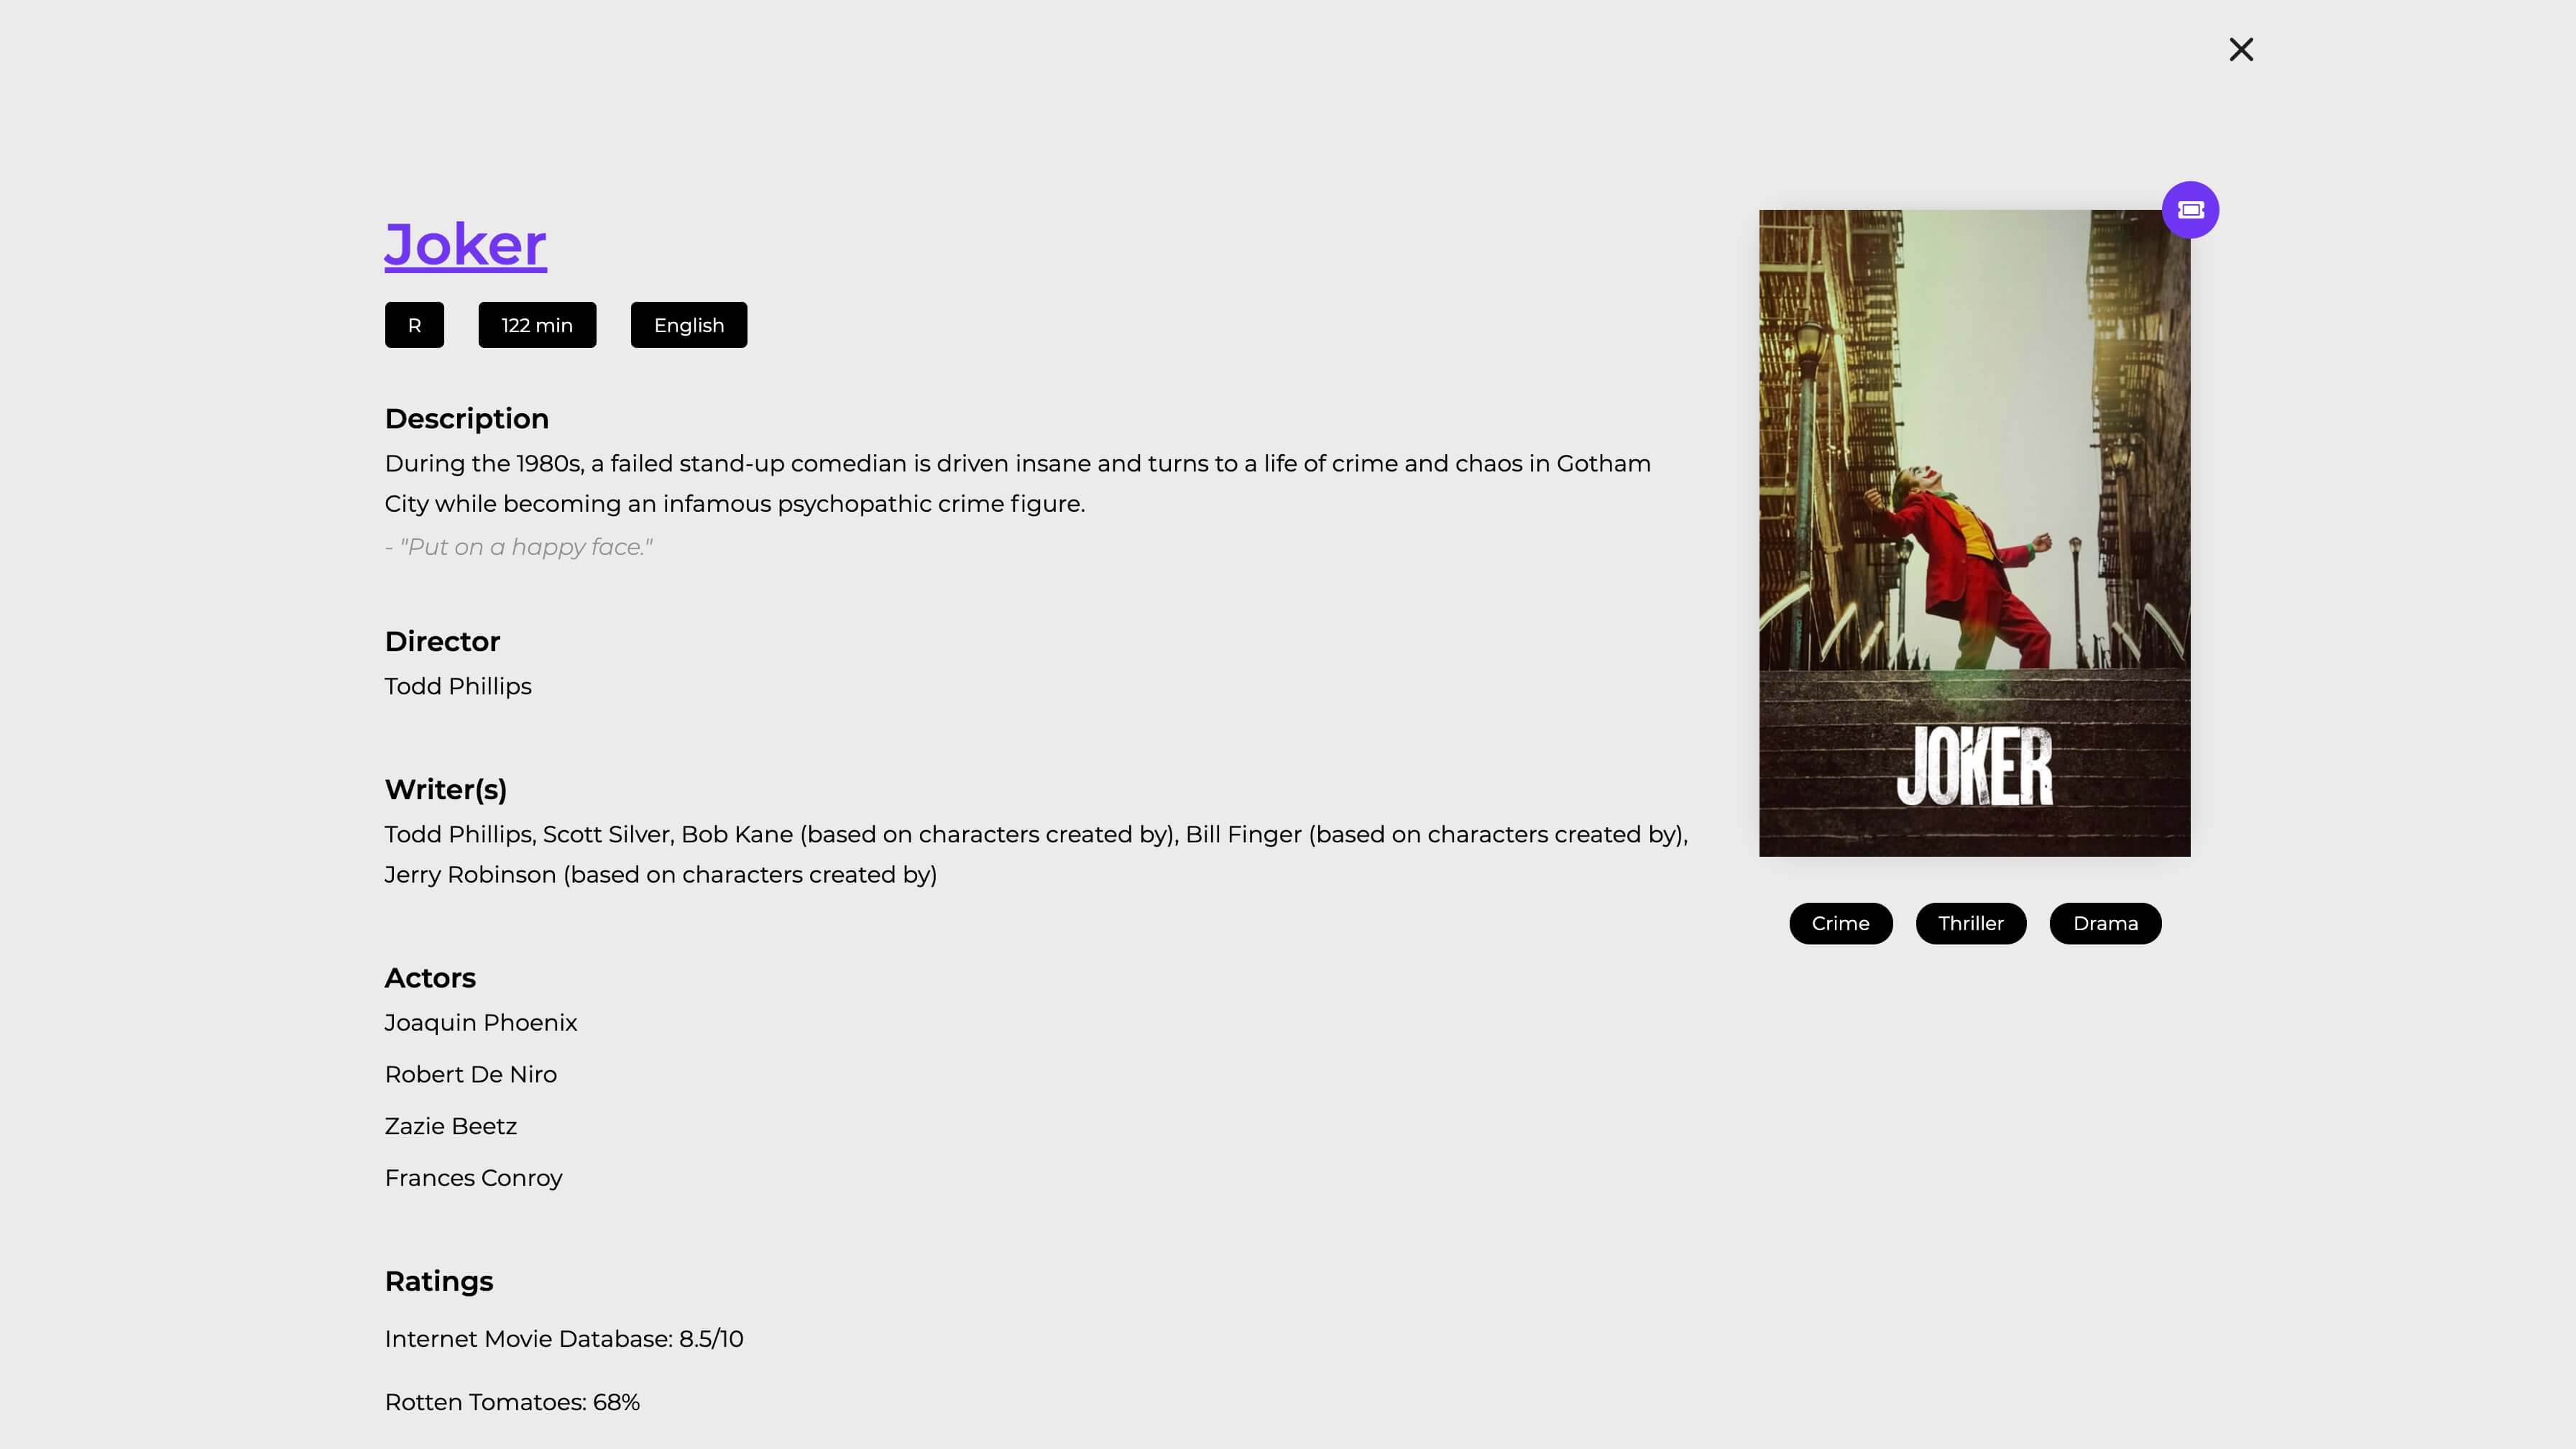 Joker
R
122 min
English
Description
During the 1980s, a failed stand-up comedian is driven insane and turns to a life of crime and chaos in Gotham
City while becoming an infamous psychopathic crime figure.
- "Put on a happy face."
Director
Todd Phillips
Writer(s)
Todd Phillips, Scott Silver, Bob Kane (based on characters created by), Bill Finger (based on characters created by),
Jerry Robinson (based on characters created by)
Actors
Joaquin Phoenix
Robert De Niro
Zazie Beetz
Frances Conroy
Ratings
Internet Movie Database: 8.5/10
Rotten Tomatoes: 68%
JOKER
Crime
Thriller
Drama